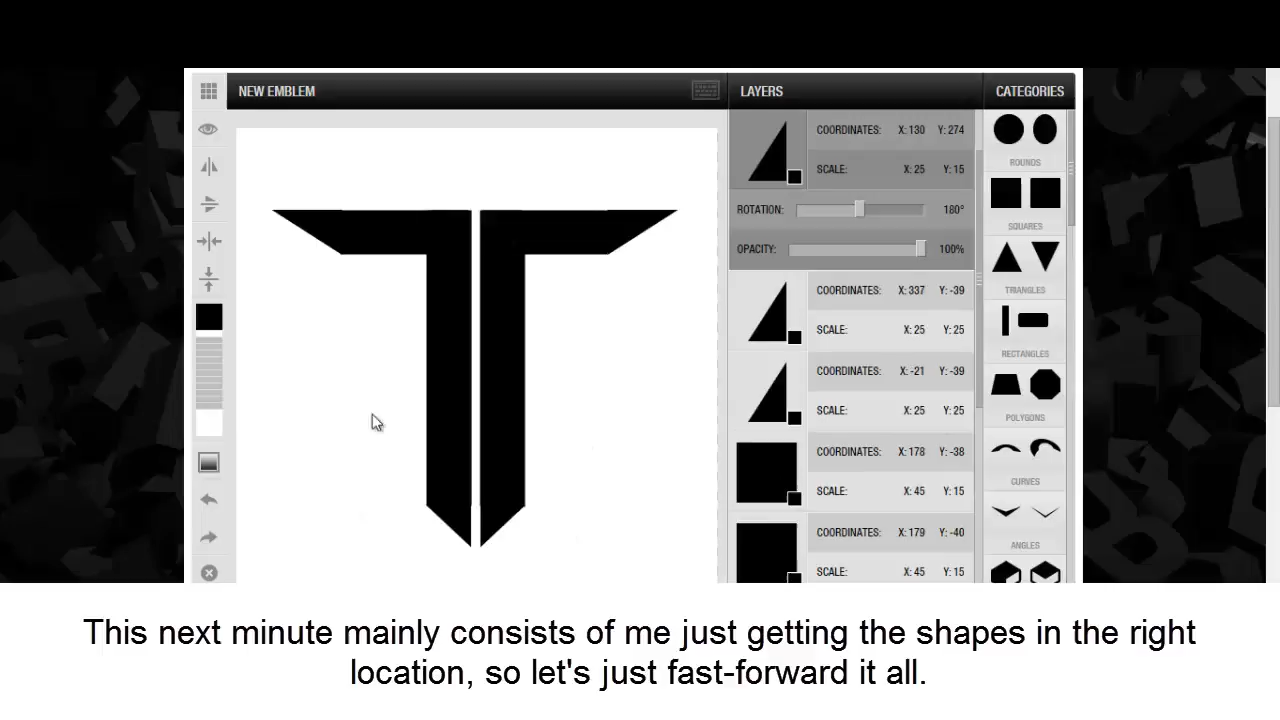 NEW EMBLEM
LAYERS
CATEGORIES
COORDINATES: X: 130 Y: 274
SCALE: X: 25 Y: 15
ROTATION: 180°
OPACITY: 100%
COORDINATES: X: 337 Y: -39
SCALE: X: 25 Y: 25
COORDINATES: X: -21 Y: -39
SCALE: X: 25 Y: 25
COORDINATES: X: 178 Y: -38
SCALE: X: 45 Y: 15
COORDINATES: X: 179 Y: -40
SCALE: X: 45 Y: 15
ROUNDS
SQUARES
TRIANGLES
RECTANGLES
POLYGONS
CURVES
ANGLES
This next minute mainly consists of me just getting the shapes in the right
location, so let's just fast-forward it all.